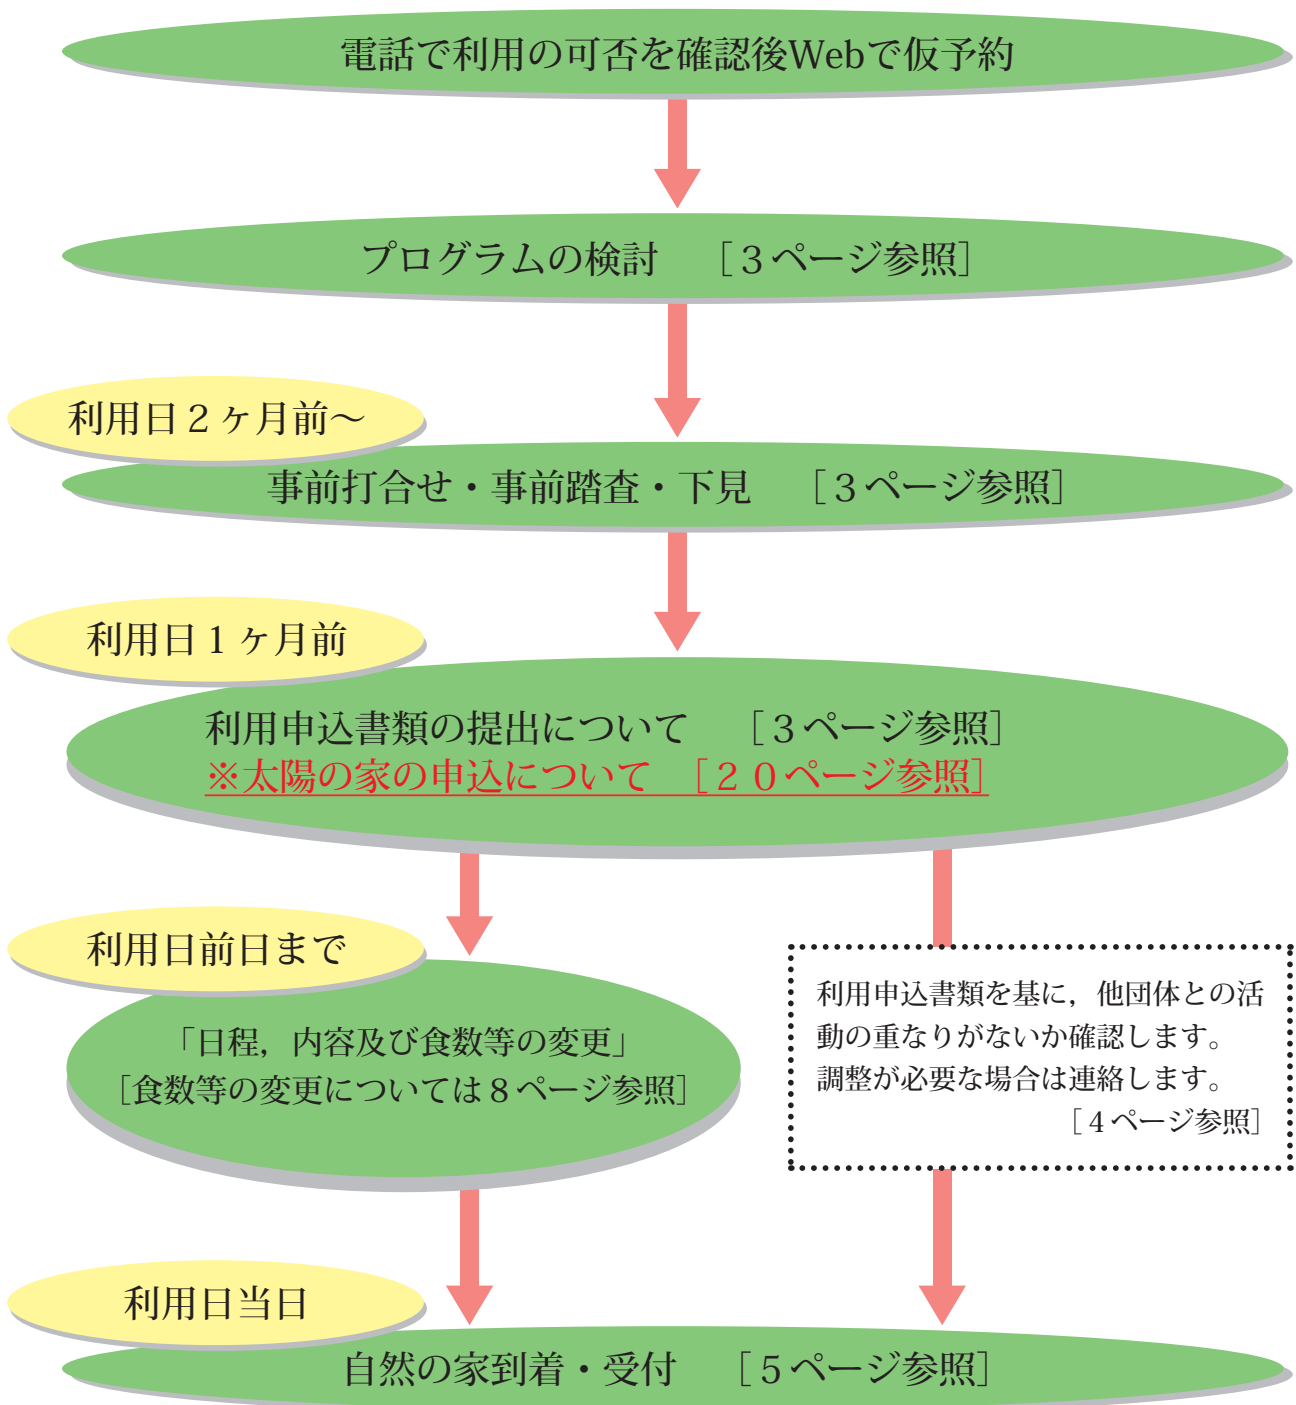 電話で利用の可否を確認後Webで仮予約
プログラムの検討　［３ページ参照］
利用日２ヶ月前～
事前打合せ・事前踏査・下見　［３ページ参照］
利用日１ヶ月前
利用申込書類の提出について　［３ページ参照］
※太陽の家の申込について　［２０ページ参照］
利用日前日まで
「日程，内容及び食数等の変更」
［食数等の変更については８ページ参照］
利用申込書類を基に，他団体との活
動の重なりがないか確認します。
調整が必要な場合は連絡します。
［４ページ参照］
利用日当日
自然の家到着・受付　［５ページ参照］